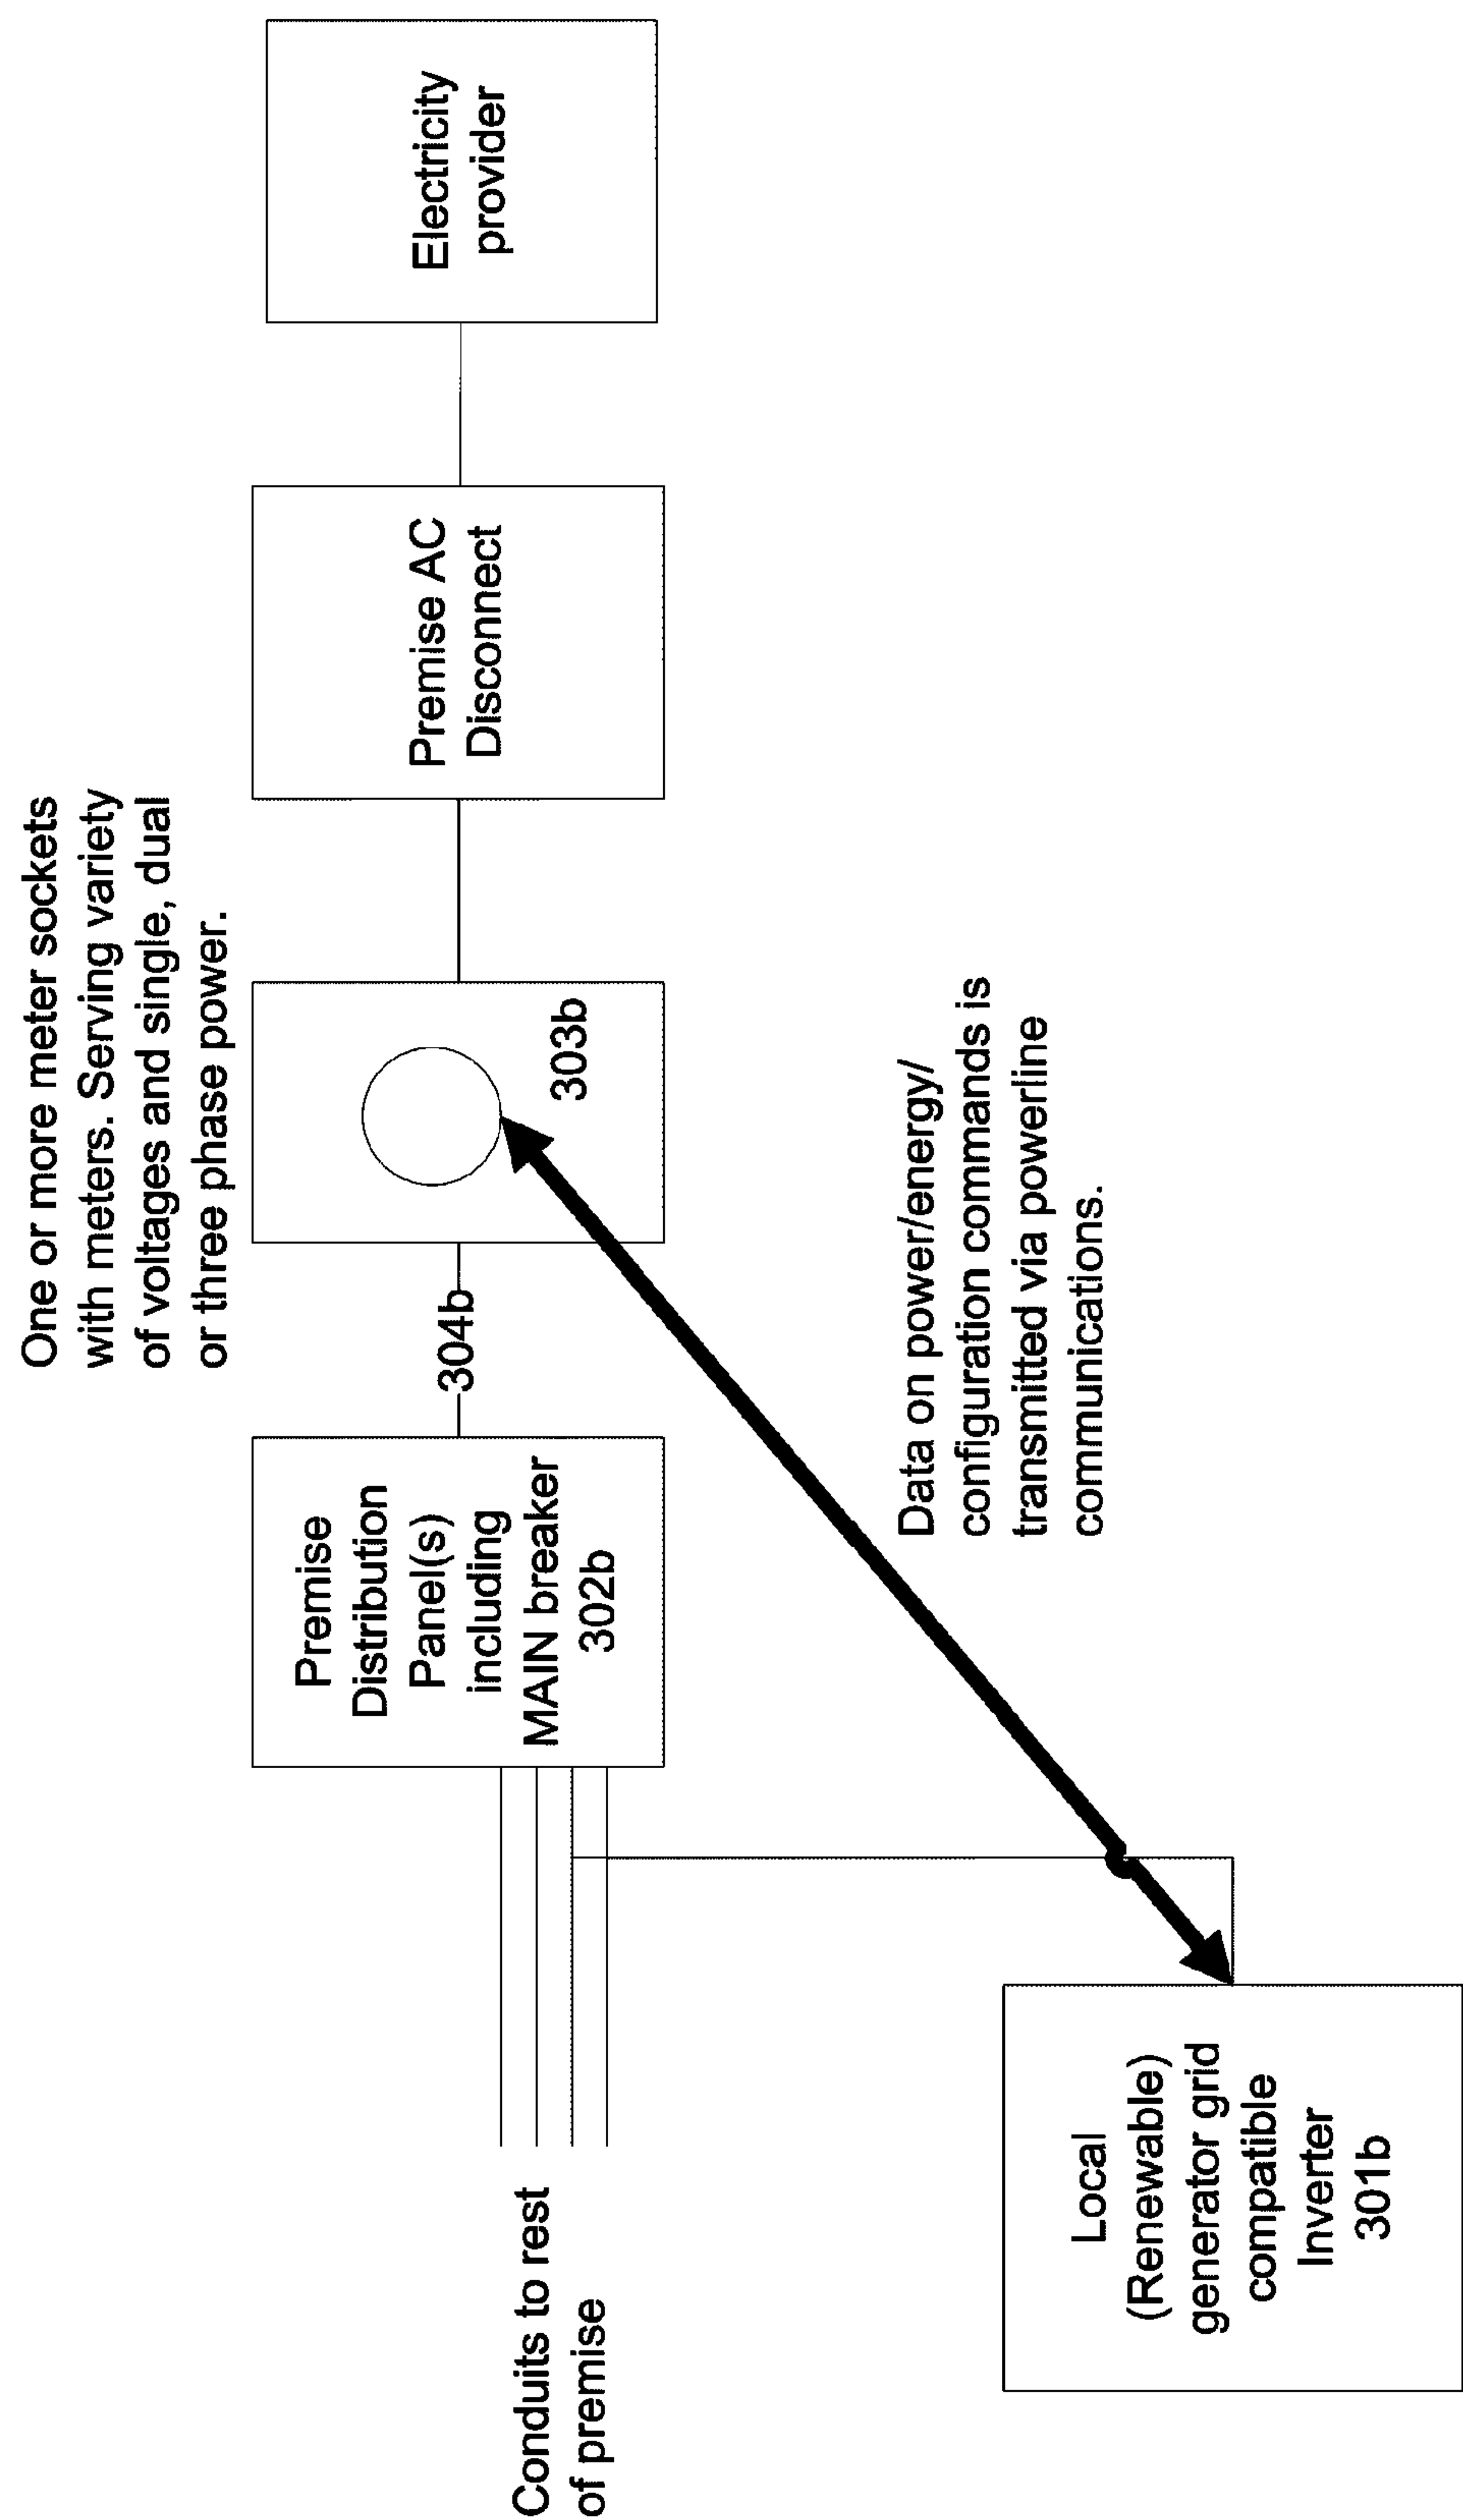 One or more meter sockets
with meters. Serving variety
of voltages and single, dual
or three phase power.
Premise
Distribution
Panel(s)
including
MAIN breaker
302b
304b
303b
Premise AC
Disconnect
Electricity
provider
Conduits to rest
of premise
Data on power/energy/
configuration commands is
transmitted via powerline
communications.
Local
(Renewable)
generator grid
compatible
Inverter
301b